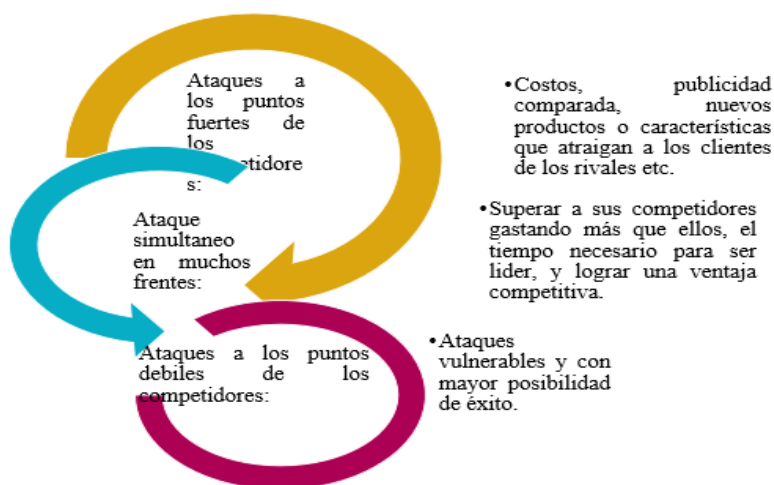 Ataques a
los puntos
fuertes de
los
s:
•Costos, publicidad
comparada, nuevos
productos o características
que atraigan a los clientes
de los rivales etc.
Ataque
simultaneo
en muchos
frentes:
•Superar a sus competidores
gastando más que ellos, el
tiempo necesario para ser
lider, y lograr una ventaja
competitiva.
Ataques a los puntos
debiles de los
competidores:
•Ataques
vulnerables y con
mayor posibilidad
de éxito.